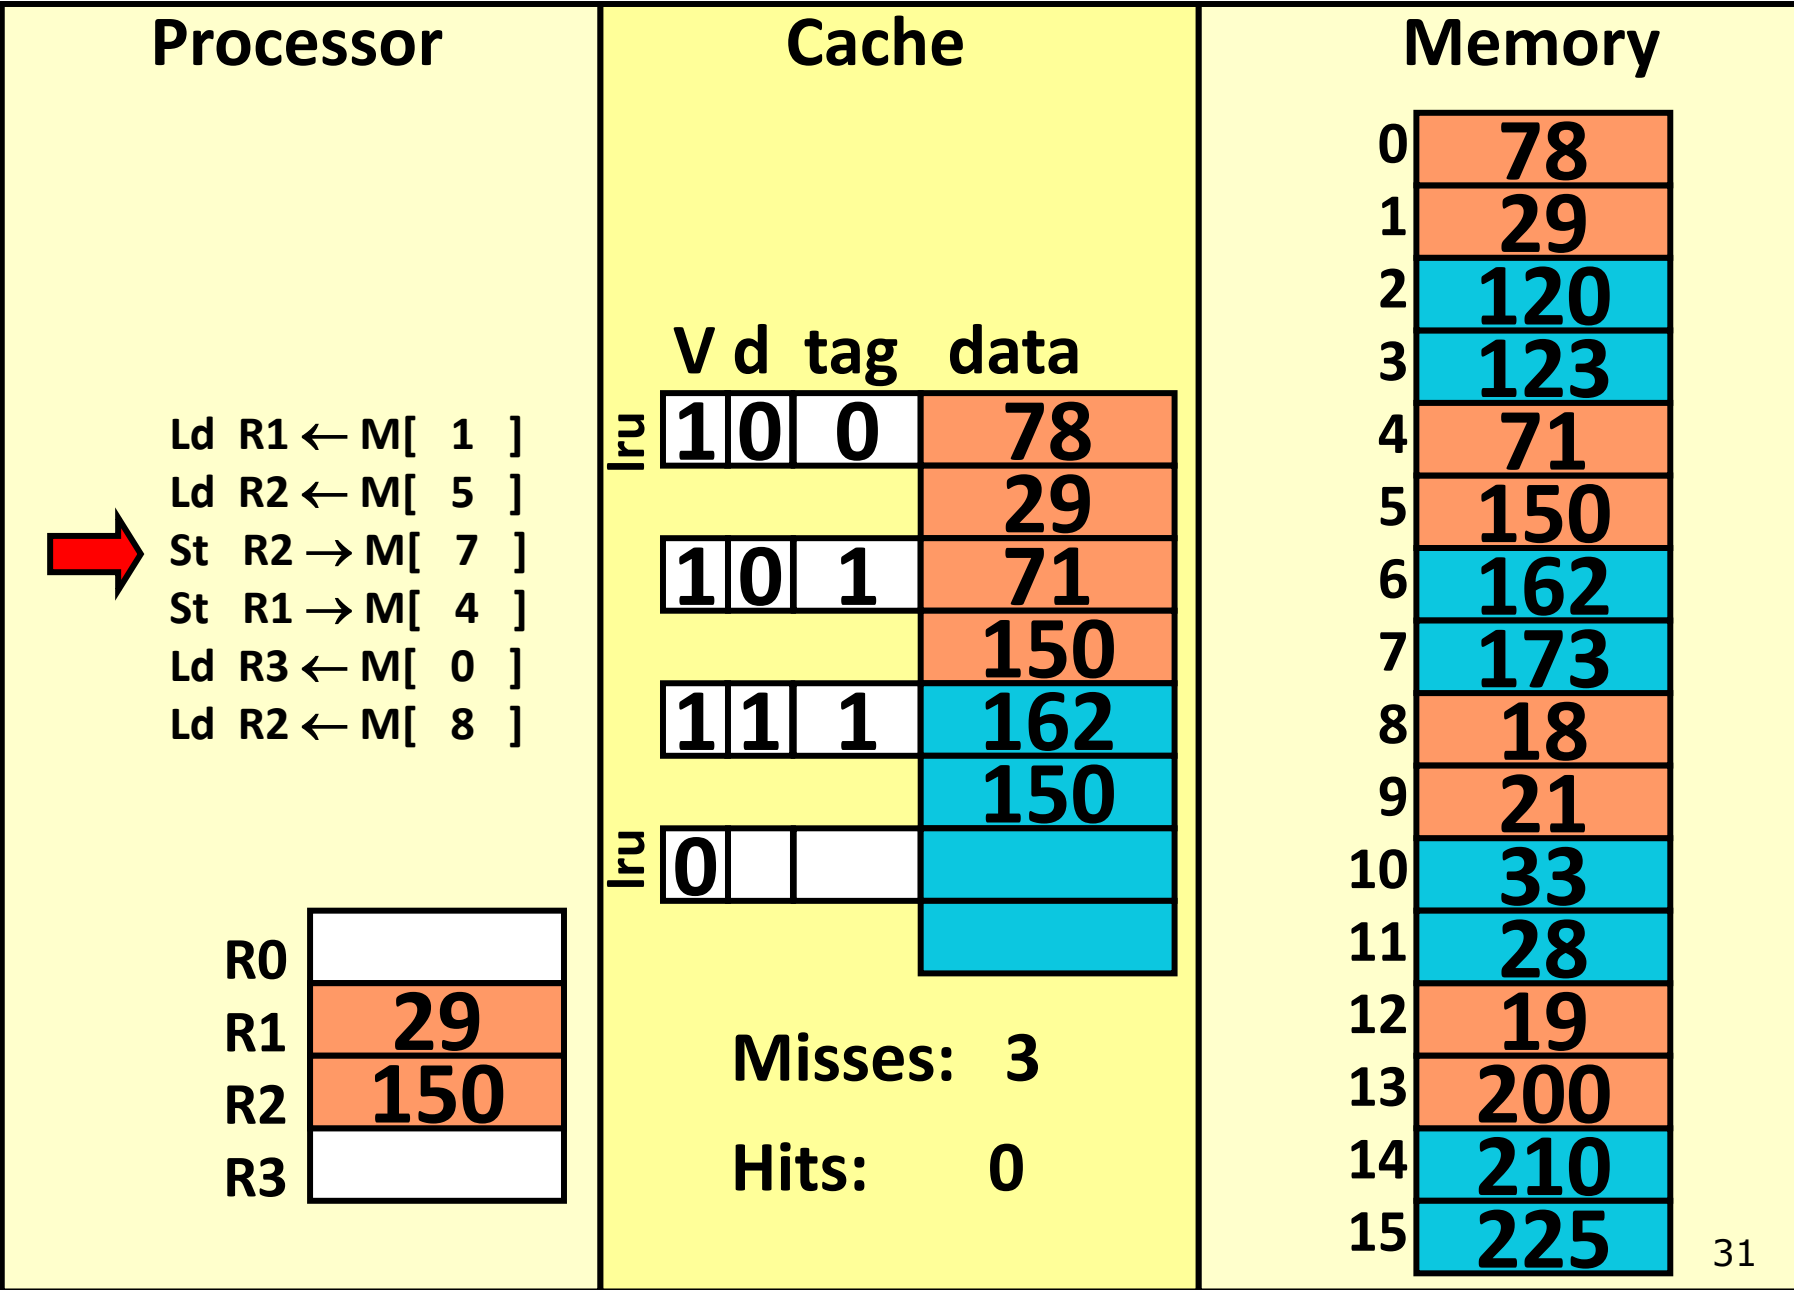 Processor
Ld R1 ← M[ 1 ]
Ld R2 ← M[ 5 ]
St R2 → M[ 7 ]
St R1 → M[ 4 ]
Ld R3 ← M[ 0 ]
Ld R2 ← M[ 8 ]
R0
R1 29
R2 150
R3
Cache
V d tag data
lru 1 0 0 78
29
1 0 1 71
150
1 1 1 162
150
lru 0
Misses: 3
Hits: 0
Memory
0 78
1 29
2 120
3 123
4 71
5 150
6 162
7 173
8 18
9 21
10 33
11 28
12 19
13 200
14 210
15 225
31